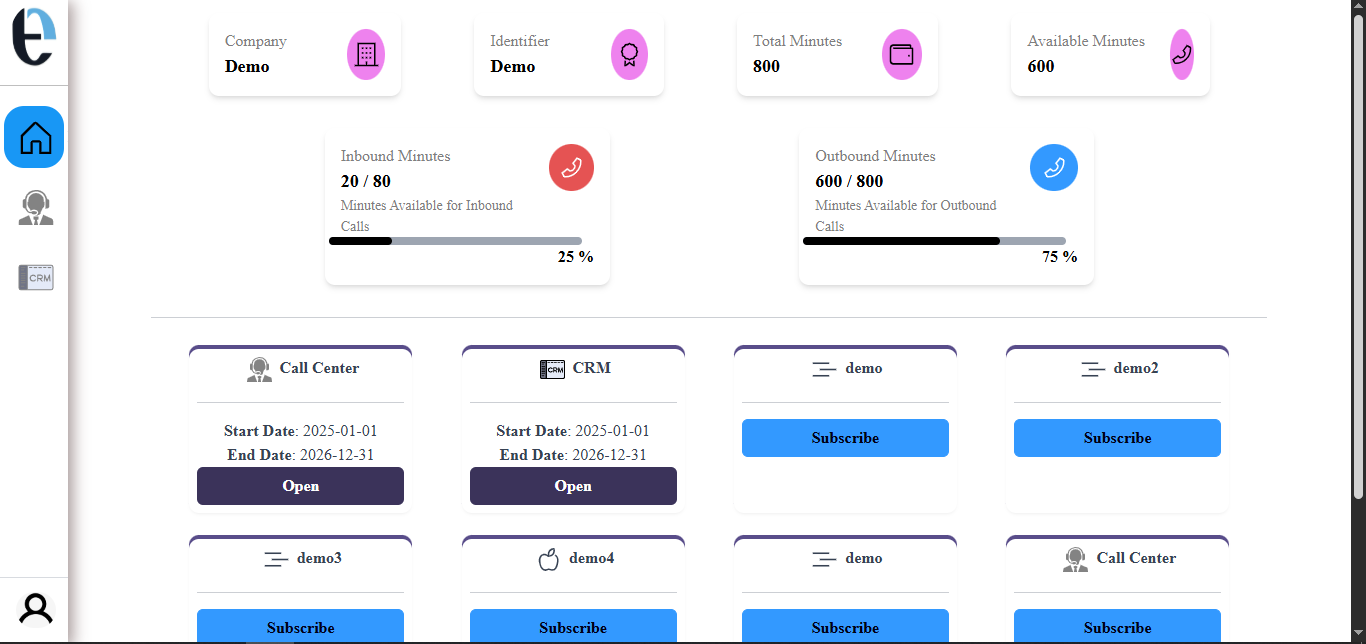 Company
Demo
Identifier
Demo
Total Minutes
800
Available Minutes
600
Inbound Minutes
20 / 80
Minutes Available for Inbound
Calls
25 %
Outbound Minutes
600 / 800
Minutes Available for Outbound
Calls
75 %
CRM
Call Center
Start Date: 2025-01-01
End Date: 2026-12-31
Open
CRM
CRM
Start Date: 2025-01-01
End Date: 2026-12-31
Open
demo
Subscribe
demo2
Subscribe
demo3
Subscribe
demo4
Subscribe
demo
Subscribe
Call Center
Subscribe